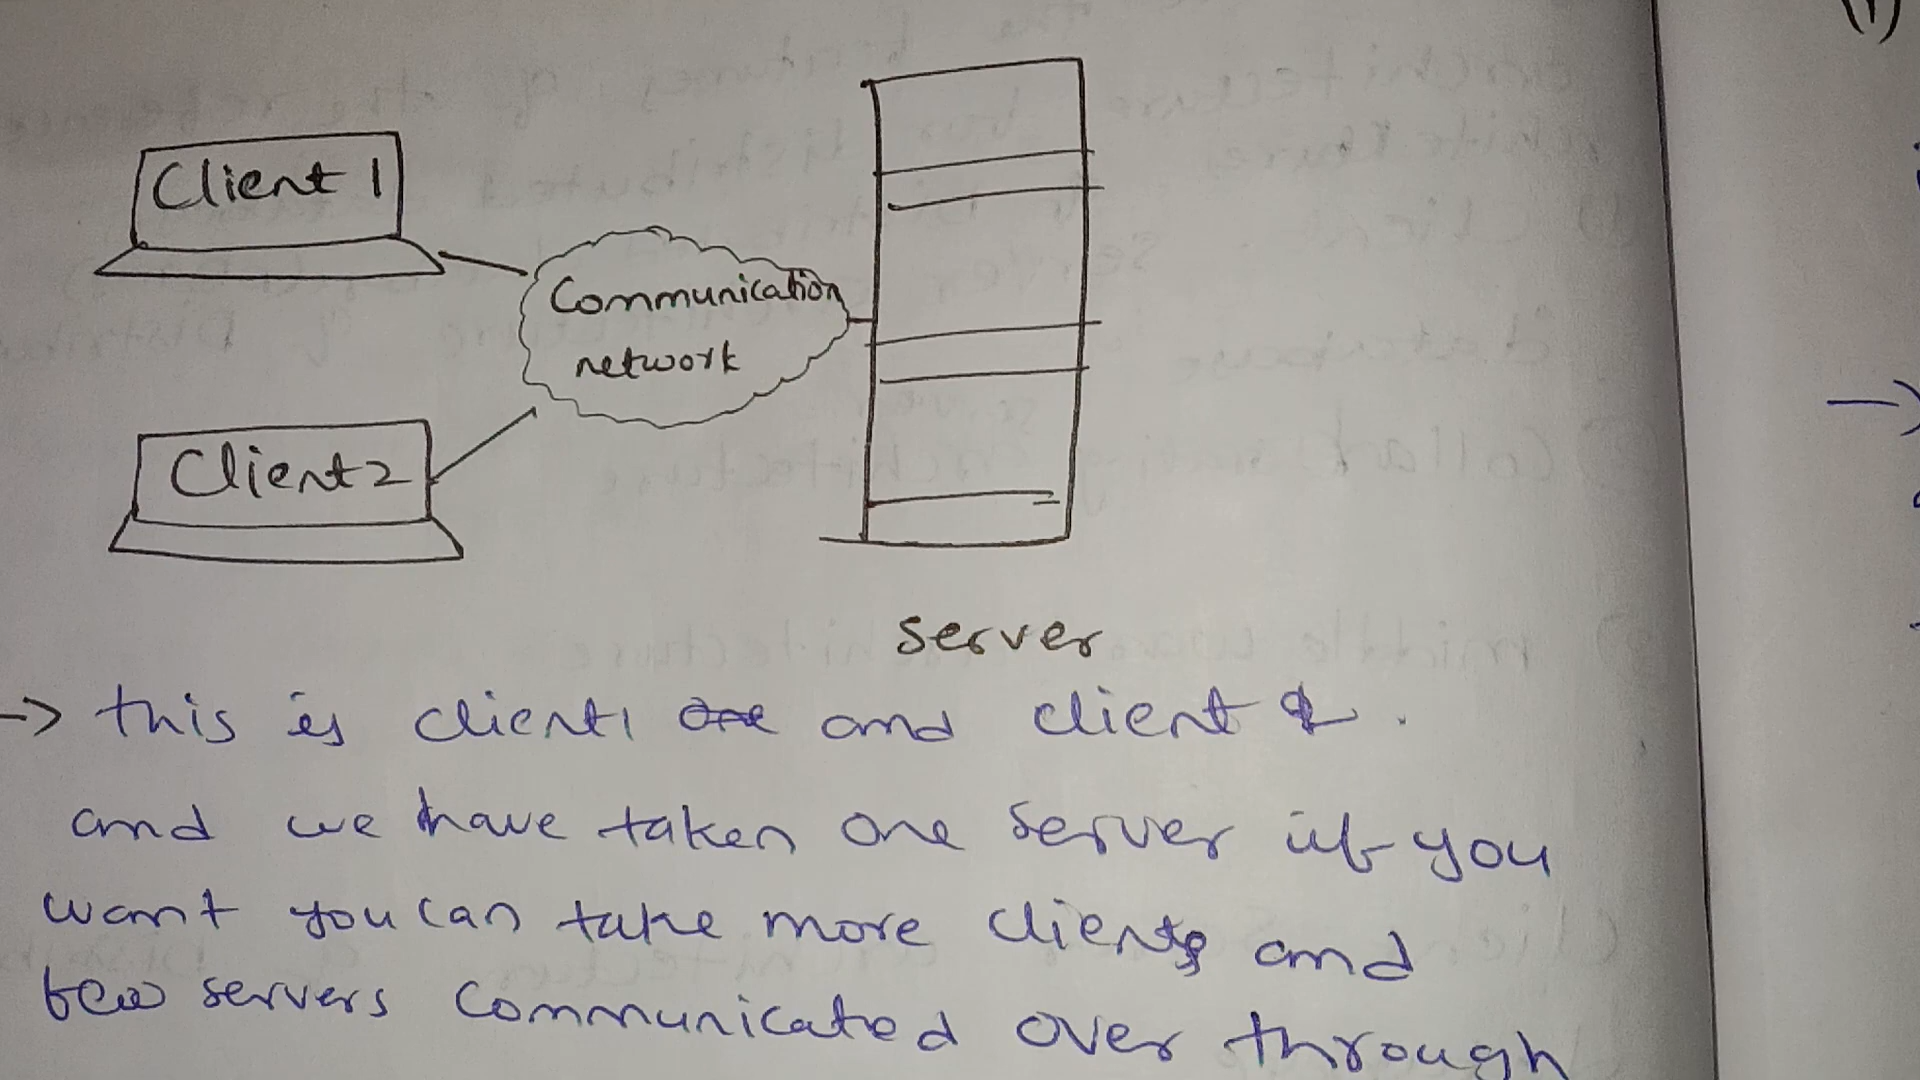 Client 1
Communication
network
Client 2
server
-> this is client1 and client 2.
and we have taken one server if you
want you can take more clients and
few servers communicated over through